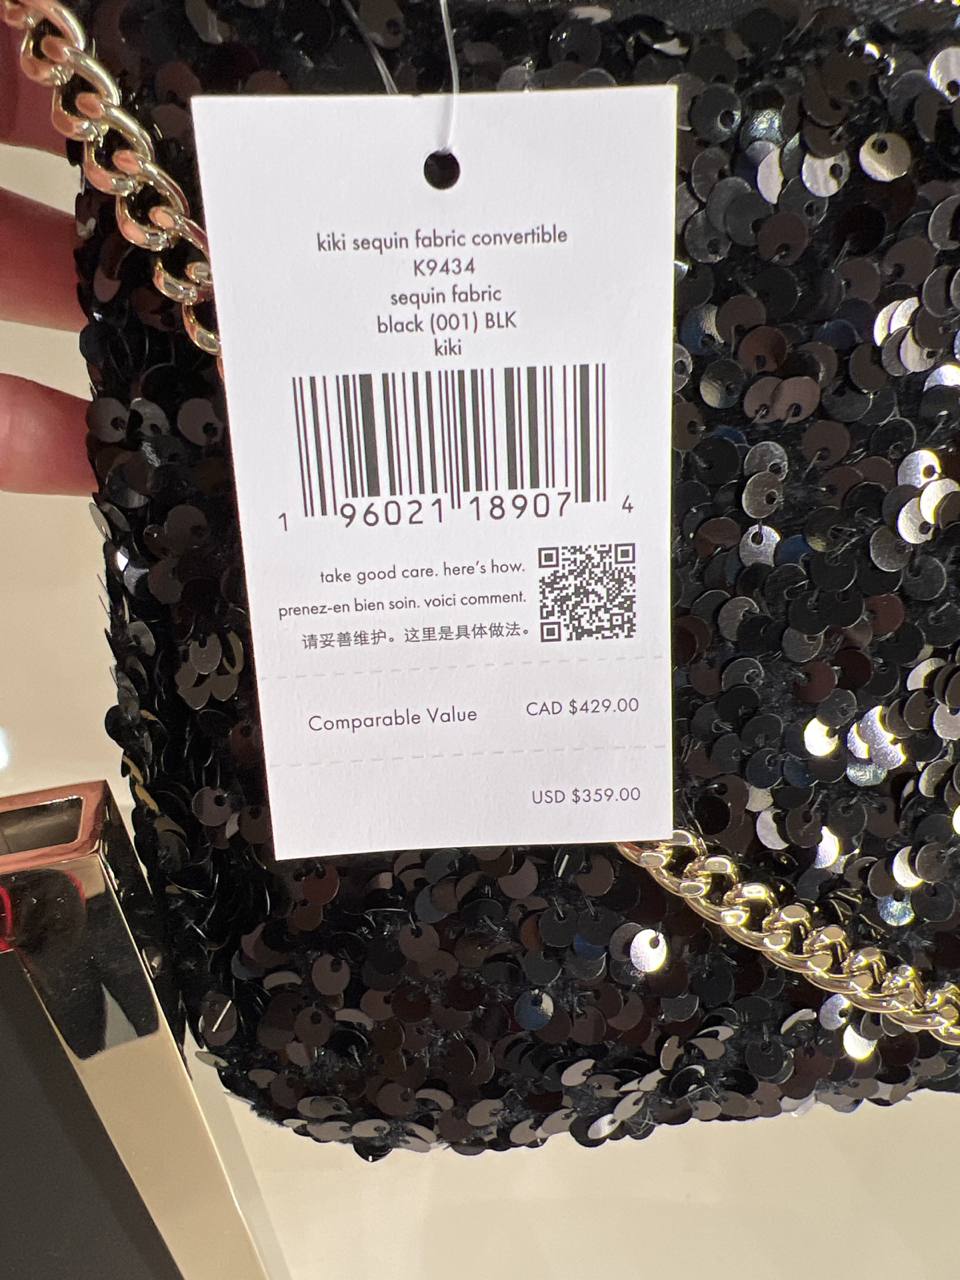 kiki sequin fabric convertible
K9434
sequin fabric
black (001) BLK
kiki
1 96021 18907 4
take good care. here's how.
prenez-en bien soin. voici comment.
请妥善维护。这里是具体做法。
Comparable Value CAD $429.00
USD $359.00